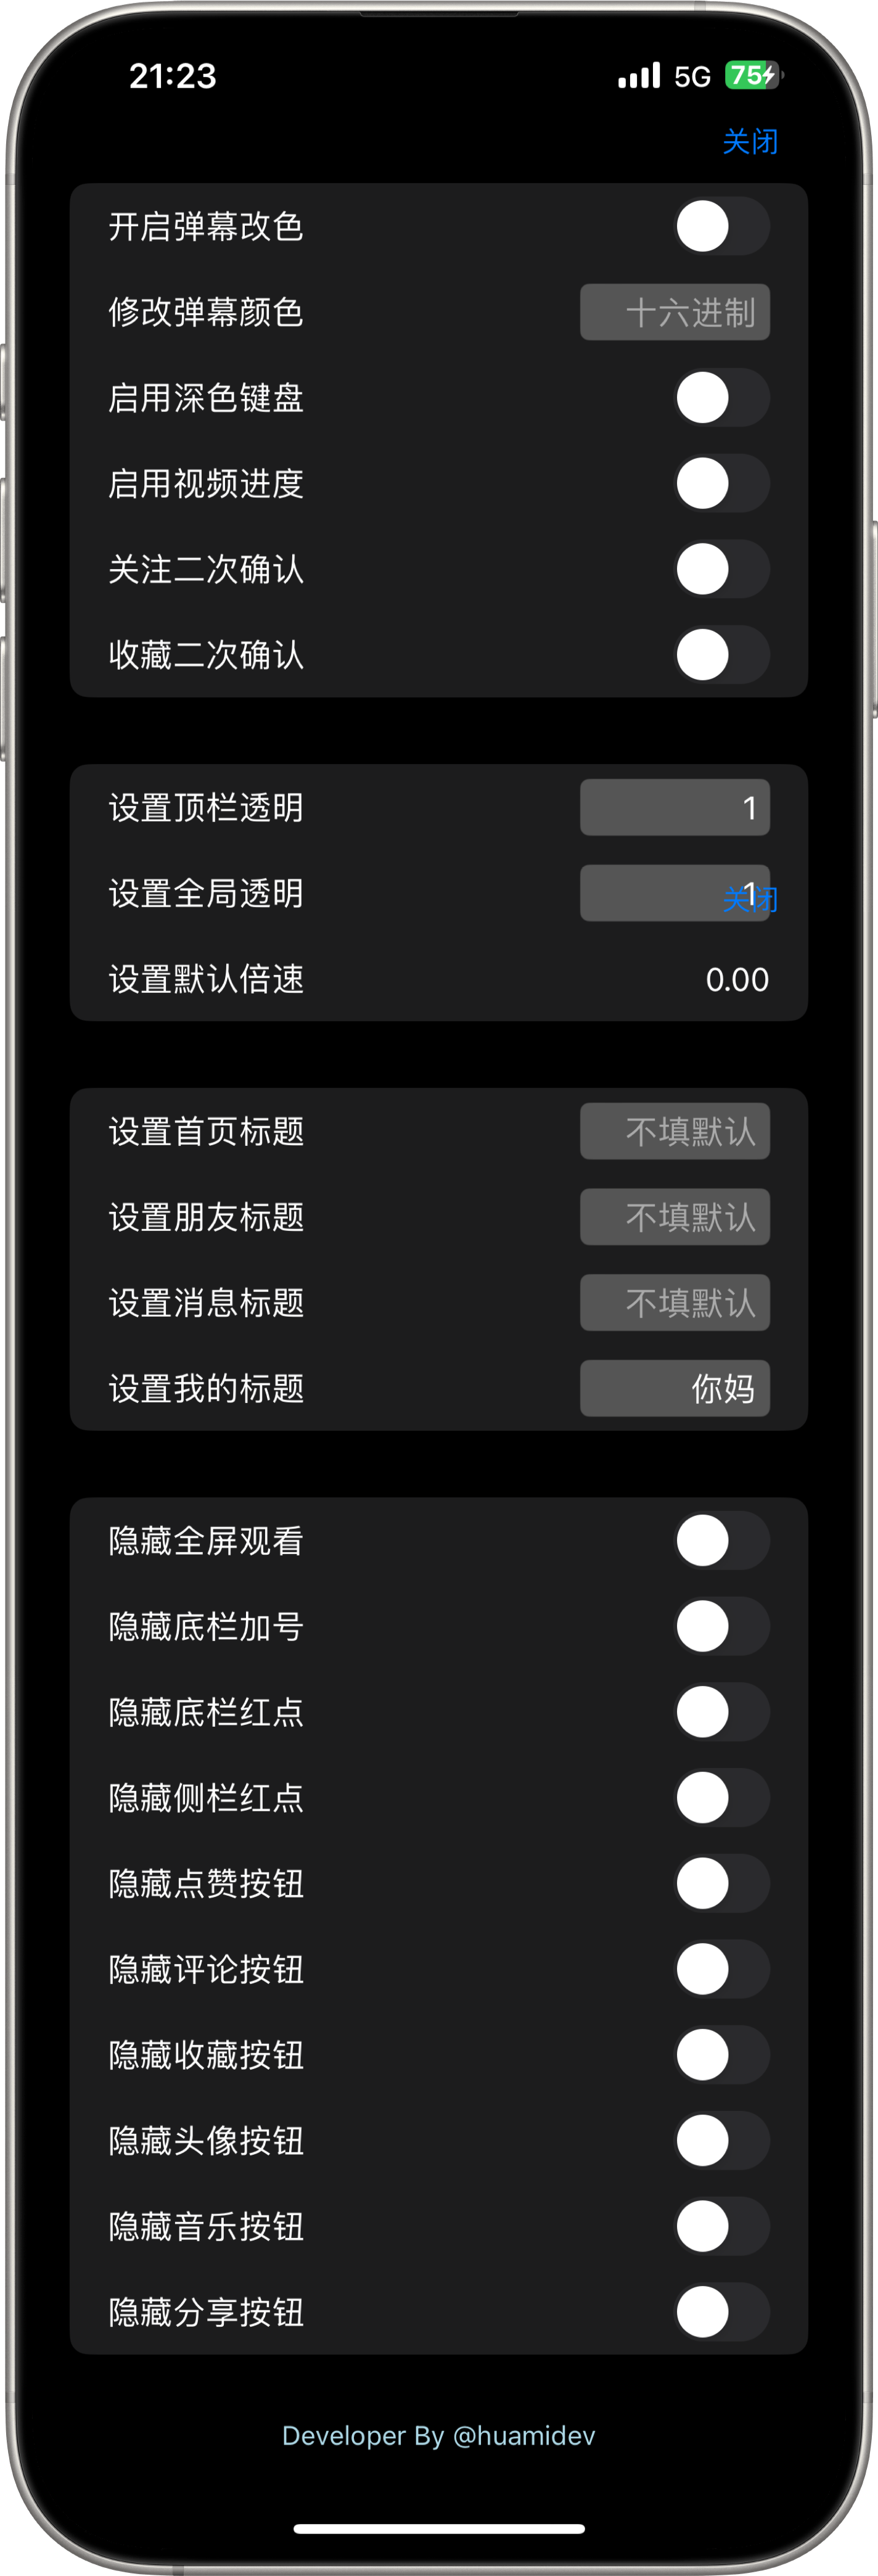 21:23 5G 75
关闭
开启弹幕改色
修改弹幕颜色 十六进制
启用深色键盘
启用视频进度
关注二次确认
收藏二次确认
设置顶栏透明 1
设置全局透明 1 关闭
设置默认倍速 0.00
设置首页标题 不填默认
设置朋友标题 不填默认
设置消息标题 不填默认
设置我的标题 你妈
隐藏全屏观看
隐藏底栏加号
隐藏底栏红点
隐藏侧栏红点
隐藏点赞按钮
隐藏评论按钮
隐藏收藏按钮
隐藏头像按钮
隐藏音乐按钮
隐藏分享按钮
Developer By @huamidev